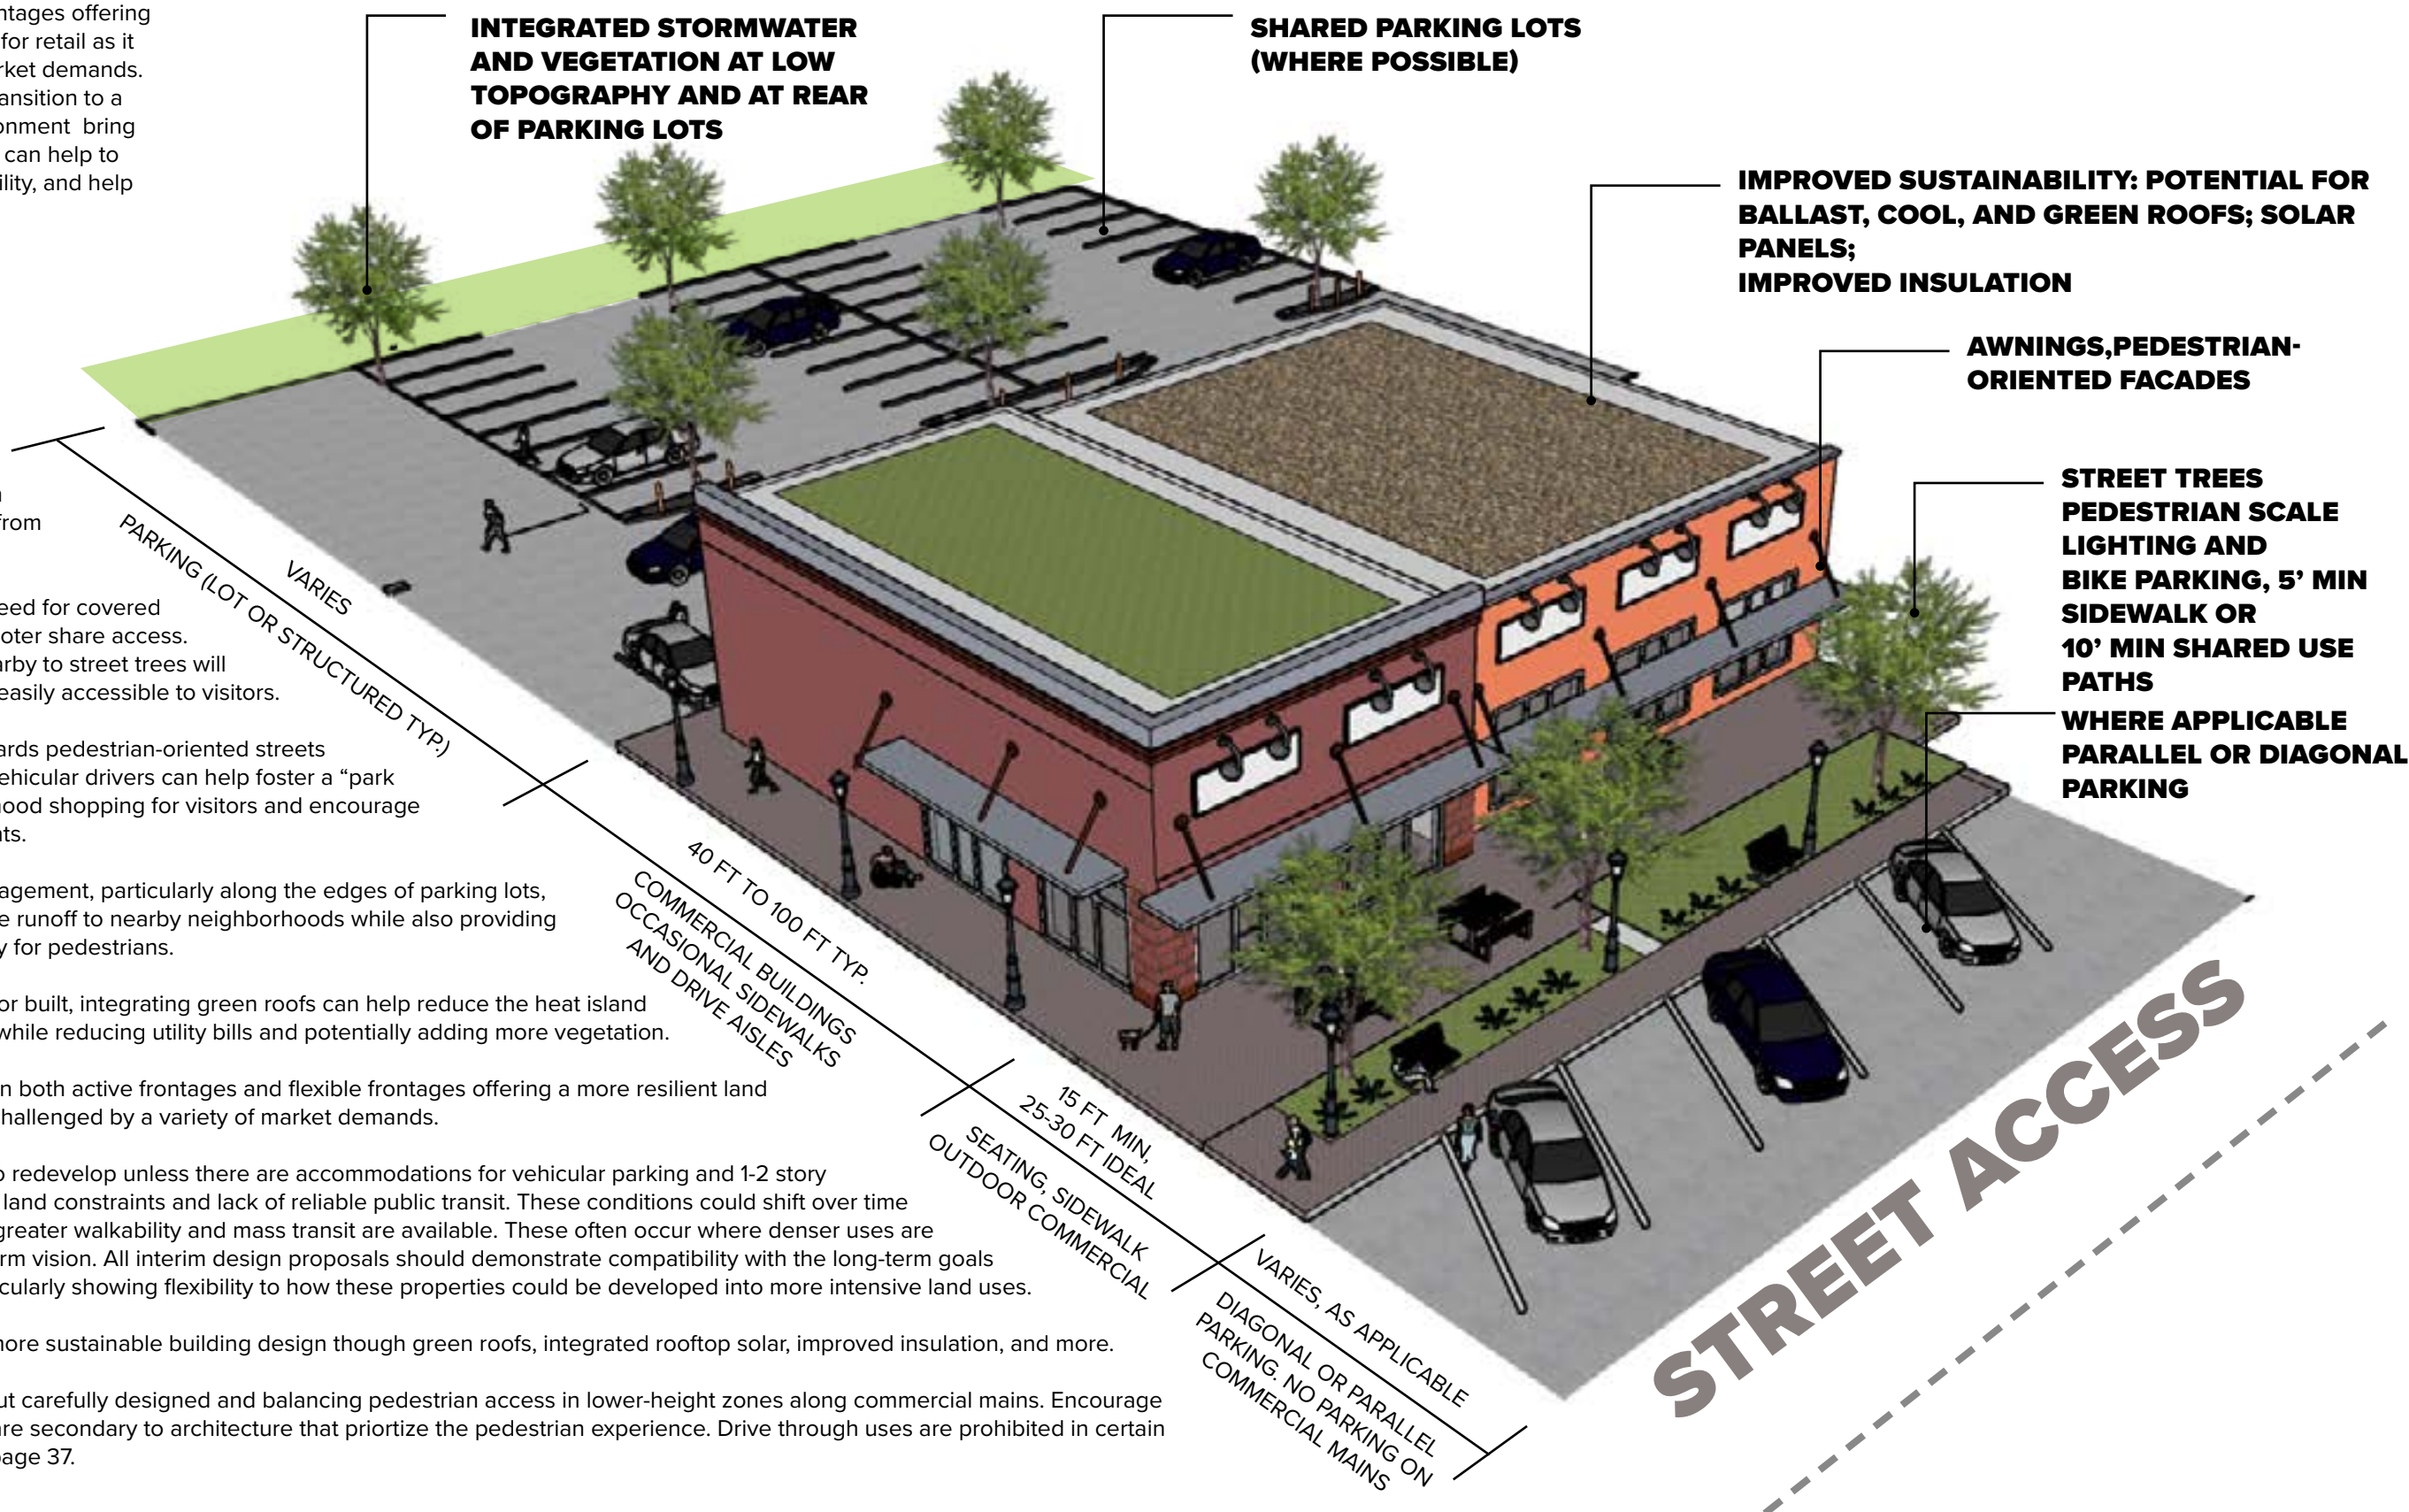 ntages offering
for retail as it
rket demands.
ansition to a
onment bring
can help to
ility, and help
INTEGRATED STORMWATER
AND VEGETATION AT LOW
TOPOGRAPHY AND AT REAR
OF PARKING LOTS
SHARED PARKING LOTS
(WHERE POSSIBLE)
IMPROVED SUSTAINABILITY: POTENTIAL FOR
BALLAST, COOL, AND GREEN ROOFS; SOLAR
PANELS;
IMPROVED INSULATION
AWNINGS,PEDESTRIAN-
ORIENTED FACADES
STREET TREES
PEDESTRIAN SCALE
LIGHTING AND
BIKE PARKING, 5’ MIN
SIDEWALK OR
10’ MIN SHARED USE
PATHS
WHERE APPLICABLE
PARALLEL OR DIAGONAL
PARKING
from
eed for covered
oter share access.
arby to street trees will
easily accessible to visitors.
ards pedestrian-oriented streets
ehicular drivers can help foster a “park
hood shopping for visitors and encourage
nts.
agement, particularly along the edges of parking lots,
e runoff to nearby neighborhoods while also providing
y for pedestrians.
or built, integrating green roofs can help reduce the heat island
while reducing utility bills and potentially adding more vegetation.
n both active frontages and flexible frontages offering a more resilient land
challenged by a variety of market demands.
o redevelop unless there are accommodations for vehicular parking and 1-2 story
land constraints and lack of reliable public transit. These conditions could shift over time
greater walkability and mass transit are available. These often occur where denser uses are
rm vision. All interim design proposals should demonstrate compatibility with the long-term goals
cularly showing flexibility to how these properties could be developed into more intensive land uses.
more sustainable building design though green roofs, integrated rooftop solar, improved insulation, and more.
ut carefully designed and balancing pedestrian access in lower-height zones along commercial mains. Encourage
are secondary to architecture that priortize the pedestrian experience. Drive through uses are prohibited in certain
page 37.
VARIES
PARKING (LOT OR STRUCTURED TYP.)
40 FT TO 100 FT TYP.
COMMERCIAL BUILDINGS
OCCASIONAL SIDEWALKS
AND DRIVE AISLES
15 FT MIN,
25-30 FT IDEAL
SEATING, SIDEWALK
OUTDOOR COMMERCIAL
VARIES, AS APPLICABLE
DIAGONAL OR PARALLEL
PARKING. NO PARKING ON
COMMERCIAL MAINS
STREET ACCESS